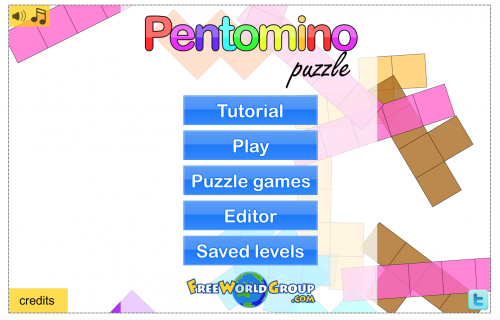 Pentomino
puzzle
Tutorial
Play
Puzzle games
Editor
Saved levels
FREEWORLDGROUP
.COM
credits
t